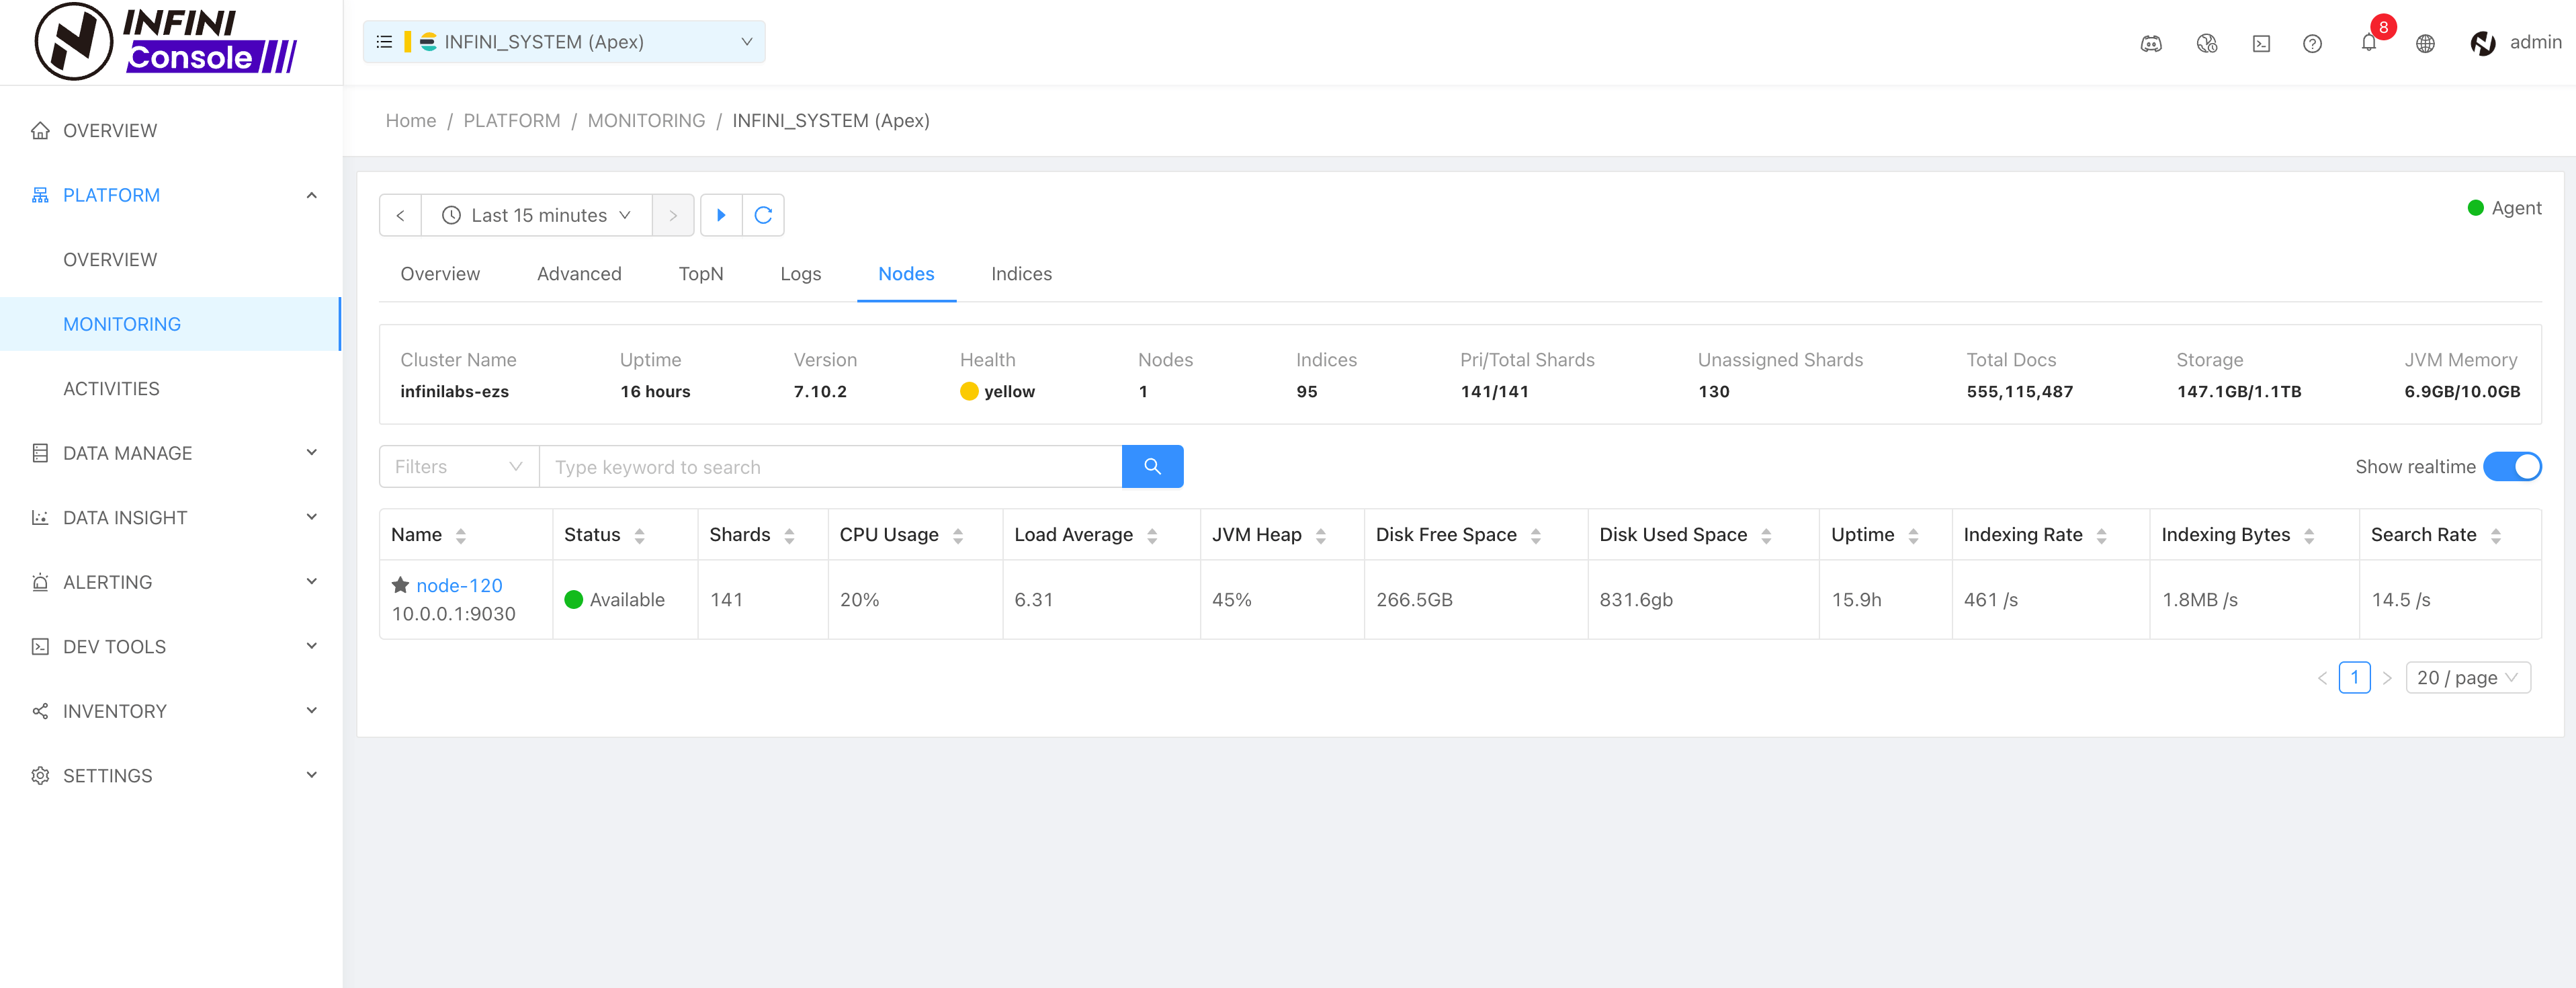 INFINI
Console
INFINI_SYSTEM (Apex)
8
admin
Home / PLATFORM / MONITORING / INFINI_SYSTEM (Apex)
OVERVIEW
PLATFORM
OVERVIEW
MONITORING
ACTIVITIES
DATA MANAGE
DATA INSIGHT
ALERTING
DEV TOOLS
INVENTORY
SETTINGS
Last 15 minutes
Agent
Overview Advanced TopN Logs Nodes Indices
Cluster Name Uptime Version Health Nodes Indices Pri/Total Shards Unassigned Shards Total Docs Storage JVM Memory
infinilabs-ezs 16 hours 7.10.2 yellow 1 95 141/141 130 555,115,487 147.1GB/1.1TB 6.9GB/10.0GB
Filters Type keyword to search Show realtime
Name Status Shards CPU Usage Load Average JVM Heap Disk Free Space Disk Used Space Uptime Indexing Rate Indexing Bytes Search Rate
node-120
10.0.0.1:9030 Available 141 20% 6.31 45% 266.5GB 831.6gb 15.9h 461 /s 1.8MB /s 14.5 /s
1 20 / page